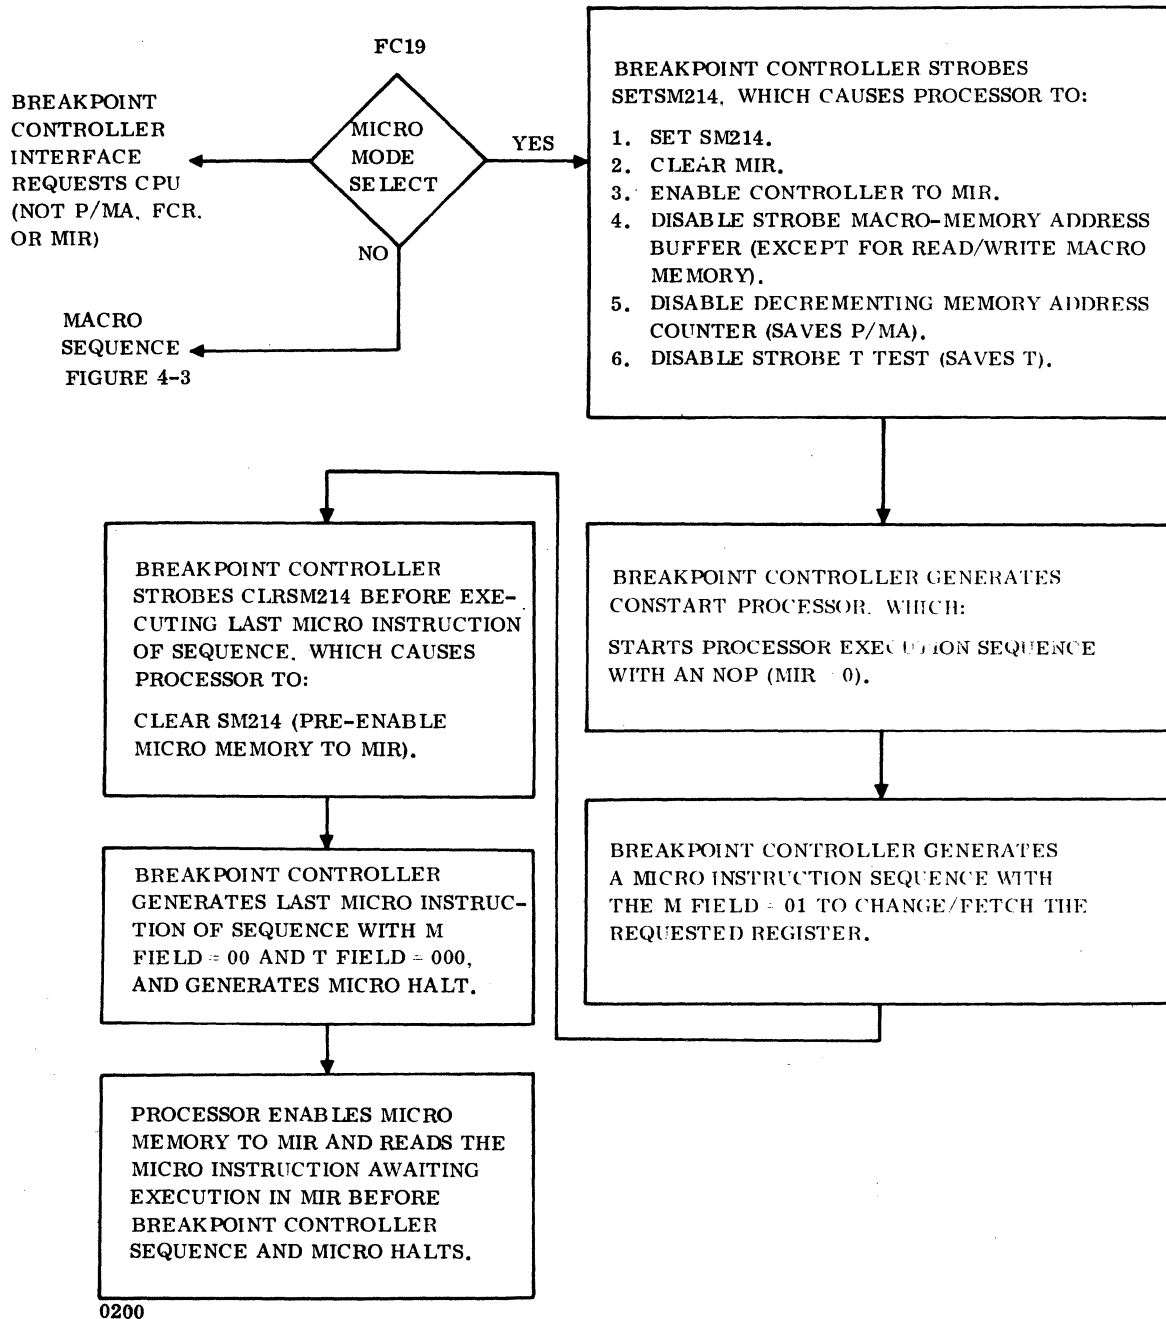 FC19
BREAKPOINT
CONTROLLER
INTERFACE
REQUESTS CPU
(NOT P/MA, FCR.
OR MIR)
MICRO
MODE
SELECT
YES
NO
MACRO
SEQUENCE
FIGURE 4-3
BREAKPOINT CONTROLLER STROBES
SETSM214, WHICH CAUSES PROCESSOR TO:
1. SET SM214.
2. CLEAR MIR.
3. ENABLE CONTROLLER TO MIR.
4. DISABLE STROBE MACRO-MEMORY ADDRESS
BUFFER (EXCEPT FOR READ/WRITE MACRO
MEMORY).
5. DISABLE DECREMENTING MEMORY ADDRESS
COUNTER (SAVES P/MA).
6. DISABLE STROBE T TEST (SAVES T).
BREAKPOINT CONTROLLER GENERATES
CONSTART PROCESSOR, WHICH:
STARTS PROCESSOR EXECUTION SEQUENCE
WITH AN NOP (MIR 0).
BREAKPOINT CONTROLLER GENERATES
A MICRO INSTRUCTION SEQUENCE WITH
THE M FIELD = 01 TO CHANGE/FETCH THE
REQUESTED REGISTER.
BREAKPOINT CONTROLLER
STROBES CLRSM214 BEFORE EXE-
CUTING LAST MICRO INSTRUCTION
OF SEQUENCE, WHICH CAUSES
PROCESSOR TO:
CLEAR SM214 (PRE-ENABLE
MICRO MEMORY TO MIR).
BREAKPOINT CONTROLLER
GENERATES LAST MICRO INSTRUC-
TION OF SEQUENCE WITH M
FIELD = 00 AND T FIELD = 000,
AND GENERATES MICRO HALT.
PROCESSOR ENABLES MICRO
MEMORY TO MIR AND READS THE
MICRO INSTRUCTION AWAITING
EXECUTION IN MIR BEFORE
BREAKPOINT CONTROLLER
SEQUENCE AND MICRO HALTS.
0200